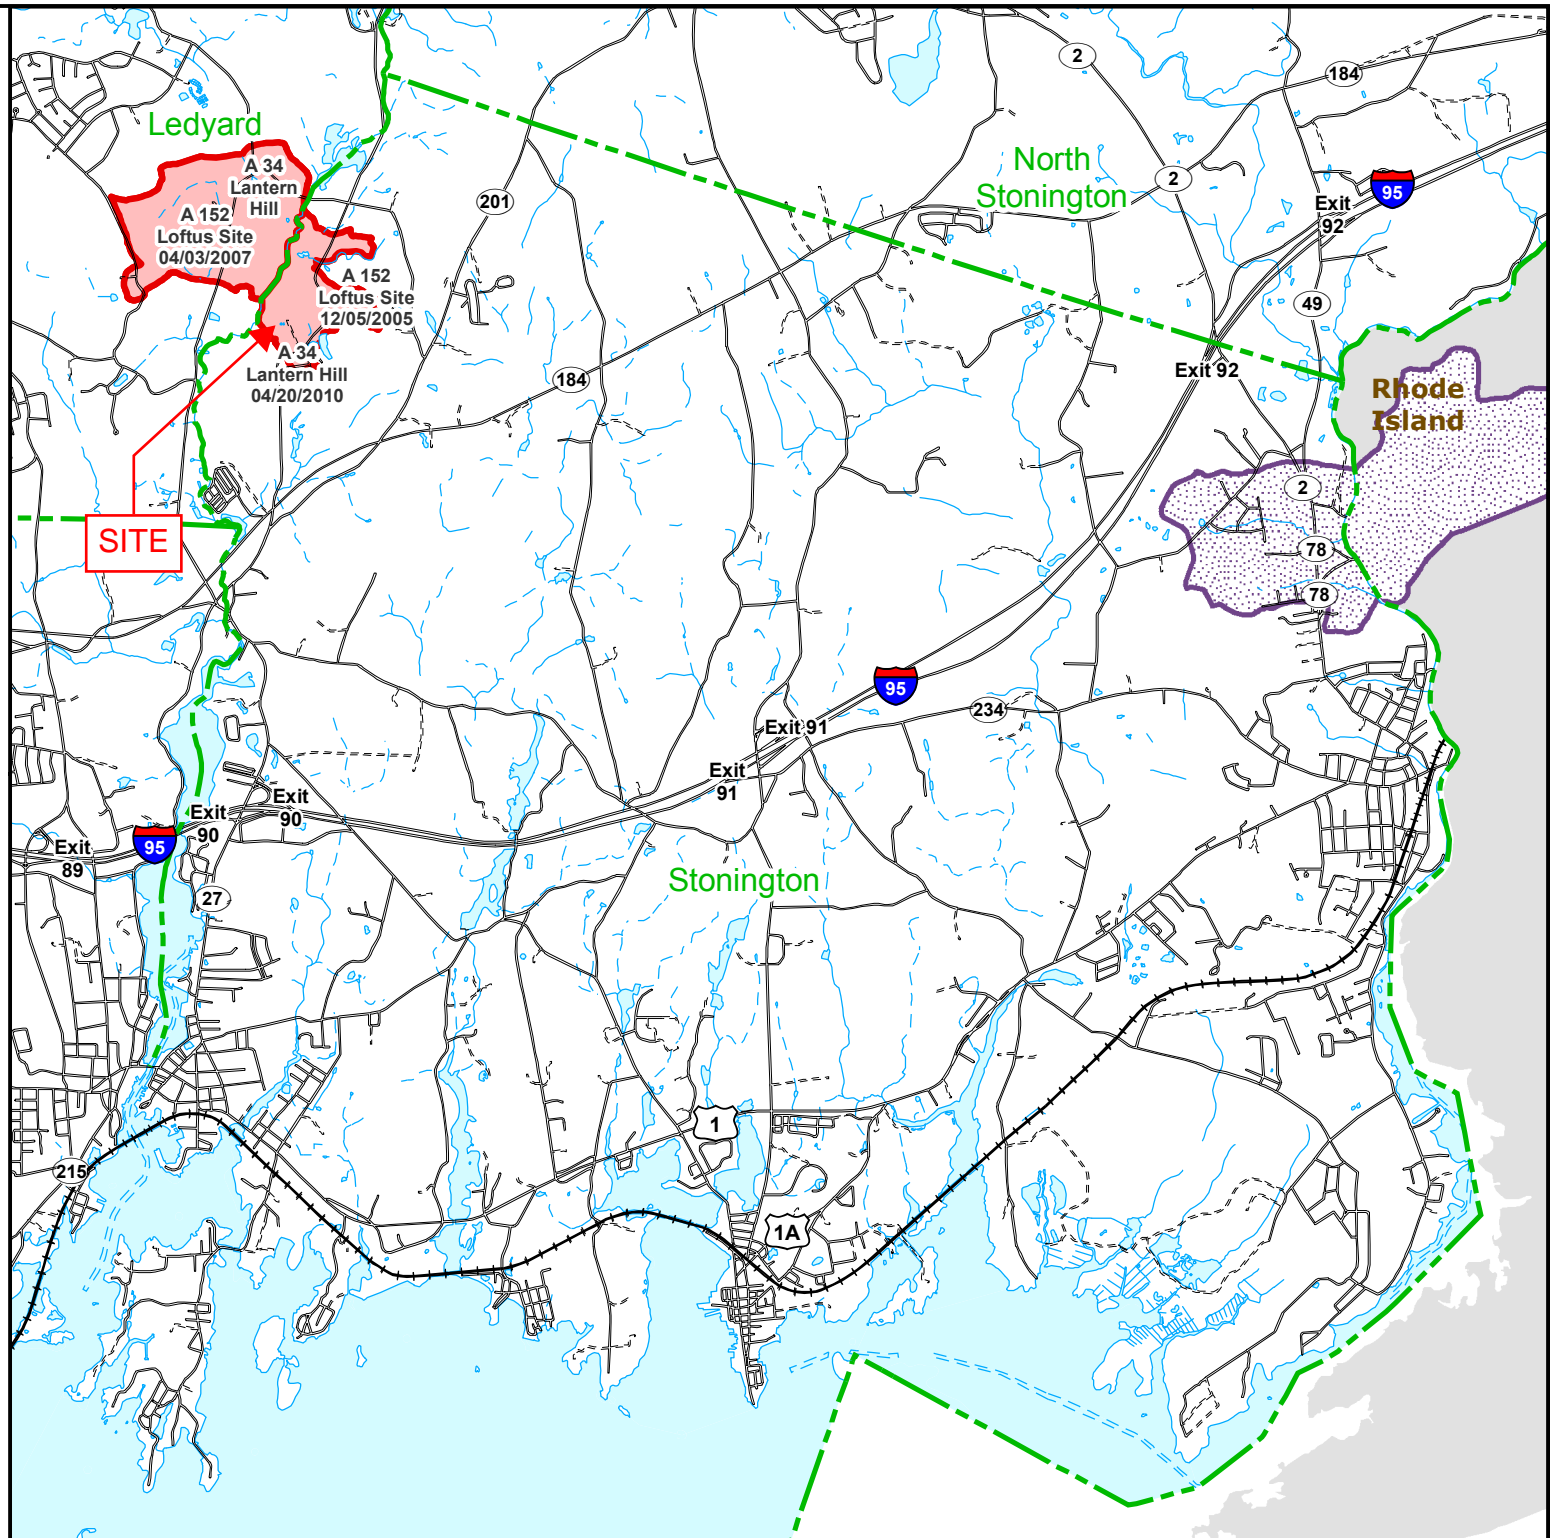 2
184
Ledyard
North
Stonington
A 34
Lantern
Hill
2
95
201
Exit
92
A 152
Loftus Site
04/03/2007
A 152
Loftus Site
12/05/2005
49
A 34
Lantern Hill
04/20/2010
184
Exit 92
Rhode
Island
2
SITE
78
78
95
234
Exit 91
Exit
91
Exit
90
Exit
90
95
Exit
89
27
Stonington
1
215
1A